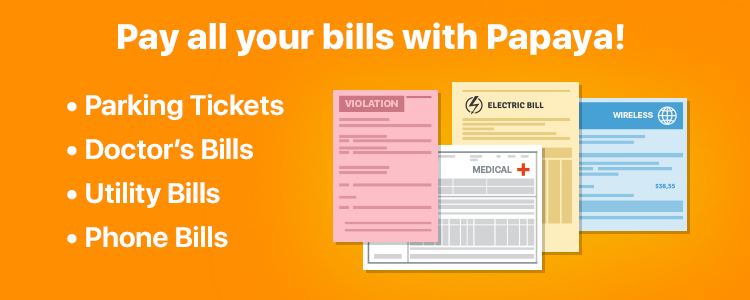 Pay all your bills with Papaya!
• Parking Tickets
• Doctor's Bills
• Utility Bills
• Phone Bills
VIOLATION
ELECTRIC BILL
WIRELESS
MEDICAL
$38,55